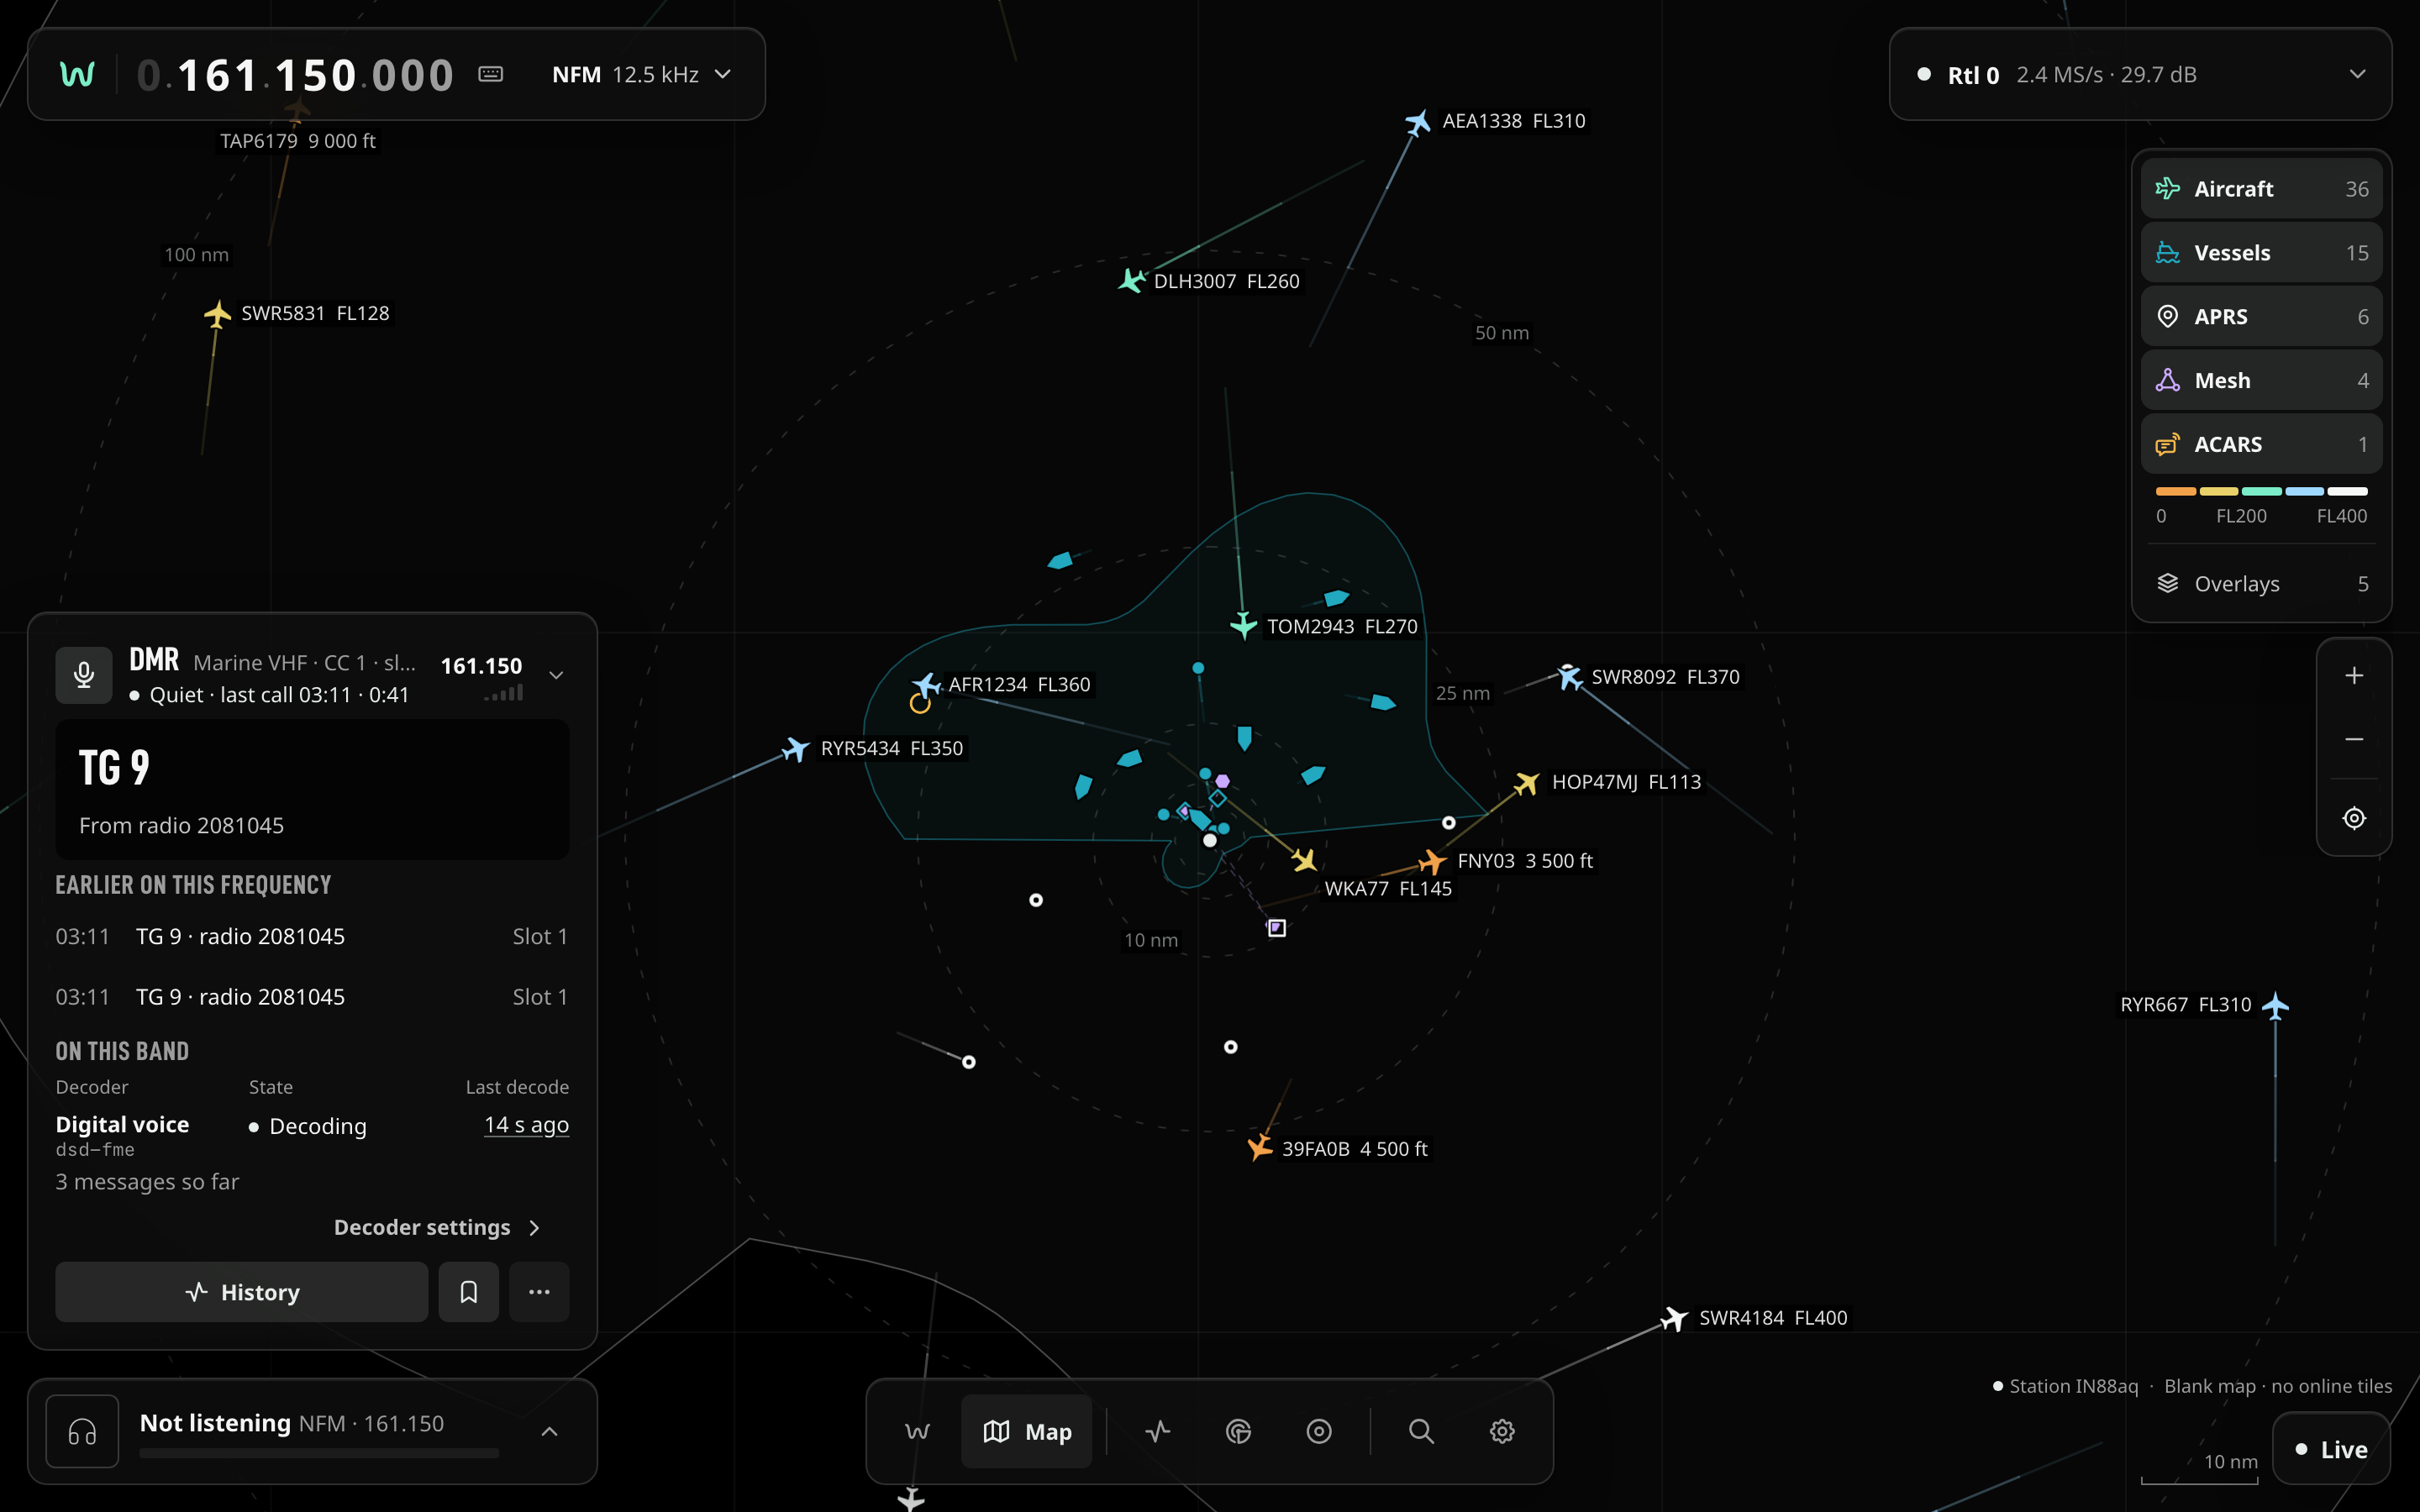 0.161.150.000 NFM 12.5 kHz
Rtl 0 2.4 MS/s · 29.7 dB
TAP6179 9 000 ft
AEA1338 FL310
Aircraft 36
Vessels 15
APRS 6
Mesh 4
ACARS 1
0 FL200 FL400
Overlays 5
100 nm
DLH3007 FL260
SWR5831 FL128
50 nm
TOM2943 FL270
AFR1234 FL360
25 nm
SWR8092 FL370
RYR5434 FL350
HOP47MJ FL113
FNY03 3 500 ft
WKA77 FL145
10 nm
RYR667 FL310
39FA0B 4 500 ft
SWR4184 FL400
DMR Marine VHF · CC 1 · sl... 161.150
Quiet · last call 03:11 · 0:41
TG 9
From radio 2081045
EARLIER ON THIS FREQUENCY
03:11 TG 9 · radio 2081045 Slot 1
03:11 TG 9 · radio 2081045 Slot 1
ON THIS BAND
Decoder State Last decode
Digital voice Decoding 14 s ago
dsd-fme
3 messages so far
Decoder settings
History
Not listening NFM · 161.150
Map
Station IN88aq · Blank map · no online tiles
10 nm
Live